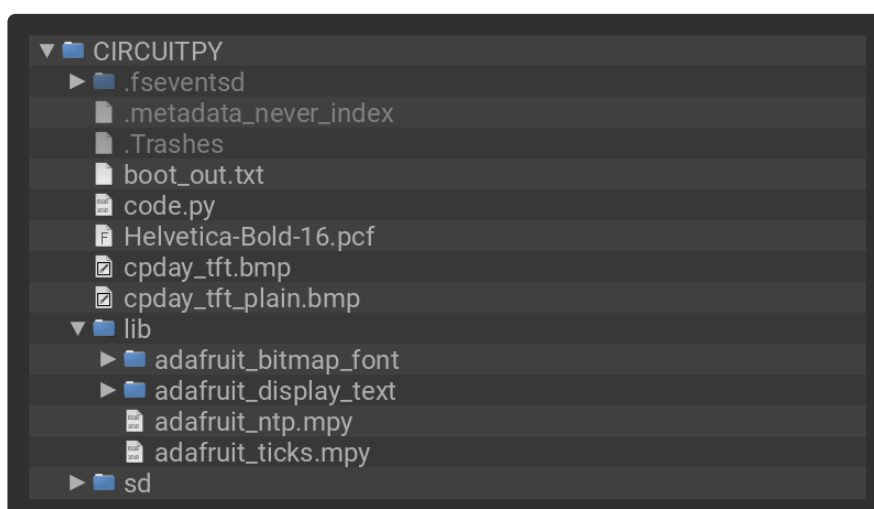 CIRCUITPY
.fseventsd
.metadata_never_index
.Trashes
boot_out.txt
code.py
Helvetica-Bold-16.pcf
cpday_tft.bmp
cpday_tft_plain.bmp
lib
adafruit_bitmap_font
adafruit_display_text
adafruit_ntp.mpy
adafruit_ticks.mpy
sd